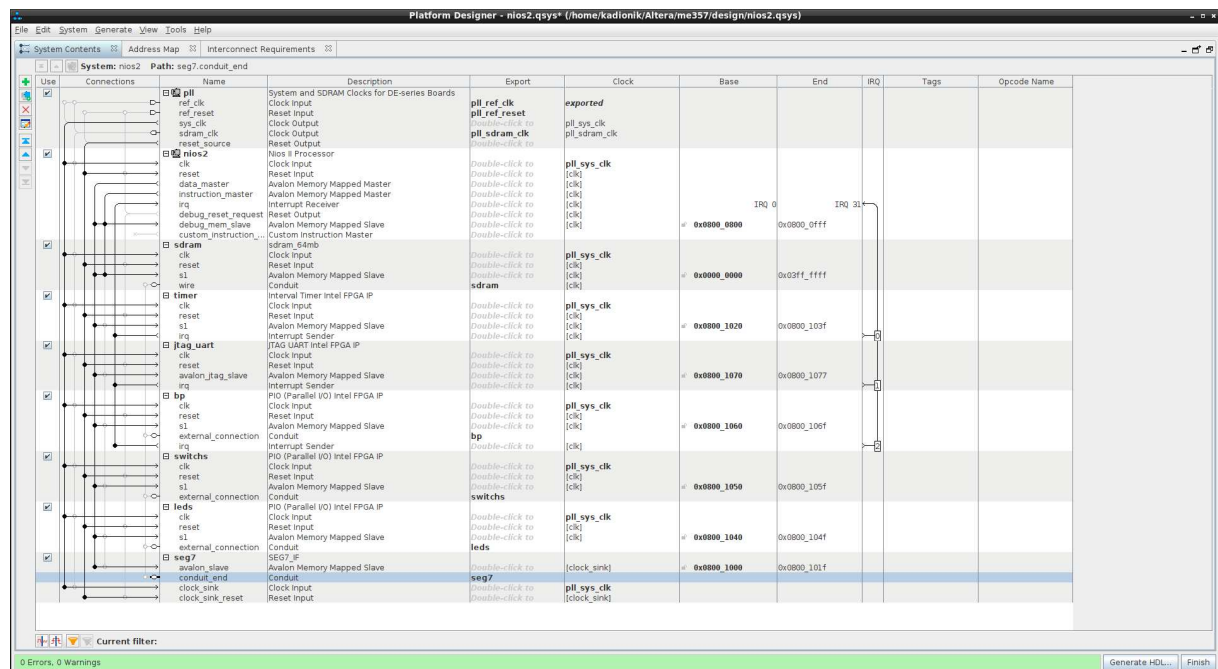 Platform Designer - nios2.qsys* (/home/kadionik/Altera/me357/design/nios2.qsys)
File Edit System Generate View Tools Help
System Contents Address Map Interconnect Requirements
System: nios2 Path: seg7.conduit_end
Use Connections Name Description Export Clock Base End IRQ Tags Opcode Name
pll System and SDRAM Clocks for DE-series Boards
ref_clk Clock Input pll_ref_clk exported
ref_reset Reset Input pll_ref_reset
sys_clk Clock Output Double-click to pll_sys_clk
sdram_clk Clock Output pll_sdram_clk pll_sdram_clk
reset_source Reset Output Double-click to
nios2 Nios II Processor
clk Clock Input Double-click to pll_sys_clk
reset Reset Input Double-click to [clk]
data_master Avalon Memory Mapped Master Double-click to [clk]
instruction_master Avalon Memory Mapped Master Double-click to [clk]
irq Interrupt Receiver Double-click to [clk] IRQ 0 IRQ 31
debug_reset_request Reset Output Double-click to [clk]
debug_mem_slave Avalon Memory Mapped Slave Double-click to [clk] 0x0800_0800 0x0800_0fff
custom_instruction_... Custom Instruction Master Double-click to
sdram sdram_64mb
clk Clock Input Double-click to pll_sys_clk
reset Reset Input Double-click to [clk]
s1 Avalon Memory Mapped Slave Double-click to [clk] 0x0000_0000 0x03ff_ffff
wire Conduit sdram
timer Interval Timer Intel FPGA IP
clk Clock Input Double-click to pll_sys_clk
reset Reset Input Double-click to [clk]
s1 Avalon Memory Mapped Slave Double-click to [clk] 0x0800_1020 0x0800_103f
irq Interrupt Sender Double-click to [clk] 0
jtag_uart JTAG UART Intel FPGA IP
clk Clock Input Double-click to pll_sys_clk
reset Reset Input Double-click to [clk]
avalon_jtag_slave Avalon Memory Mapped Slave Double-click to [clk] 0x0800_1070 0x0800_1077
irq Interrupt Sender Double-click to [clk] 1
bp PIO (Parallel I/O) Intel FPGA IP
clk Clock Input Double-click to pll_sys_clk
reset Reset Input Double-click to [clk]
s1 Avalon Memory Mapped Slave Double-click to [clk] 0x0800_1060 0x0800_106f
external_connection Conduit bp
irq Interrupt Sender Double-click to [clk] 2
switchs PIO (Parallel I/O) Intel FPGA IP
clk Clock Input Double-click to pll_sys_clk
reset Reset Input Double-click to [clk]
s1 Avalon Memory Mapped Slave Double-click to [clk] 0x0800_1050 0x0800_105f
external_connection Conduit switchs
leds PIO (Parallel I/O) Intel FPGA IP
clk Clock Input Double-click to pll_sys_clk
reset Reset Input Double-click to [clk]
s1 Avalon Memory Mapped Slave Double-click to [clk] 0x0800_1040 0x0800_104f
external_connection Conduit leds
seg7 SEG7_IF
avalon_slave Avalon Memory Mapped Slave Double-click to [clock_sink] 0x0800_1000 0x0800_101f
conduit_end Conduit seg7
clock_sink Clock Input Double-click to pll_sys_clk
clock_sink_reset Reset Input Double-click to [clock_sink]
Current filter:
0 Errors, 0 Warnings Generate HDL... Finish